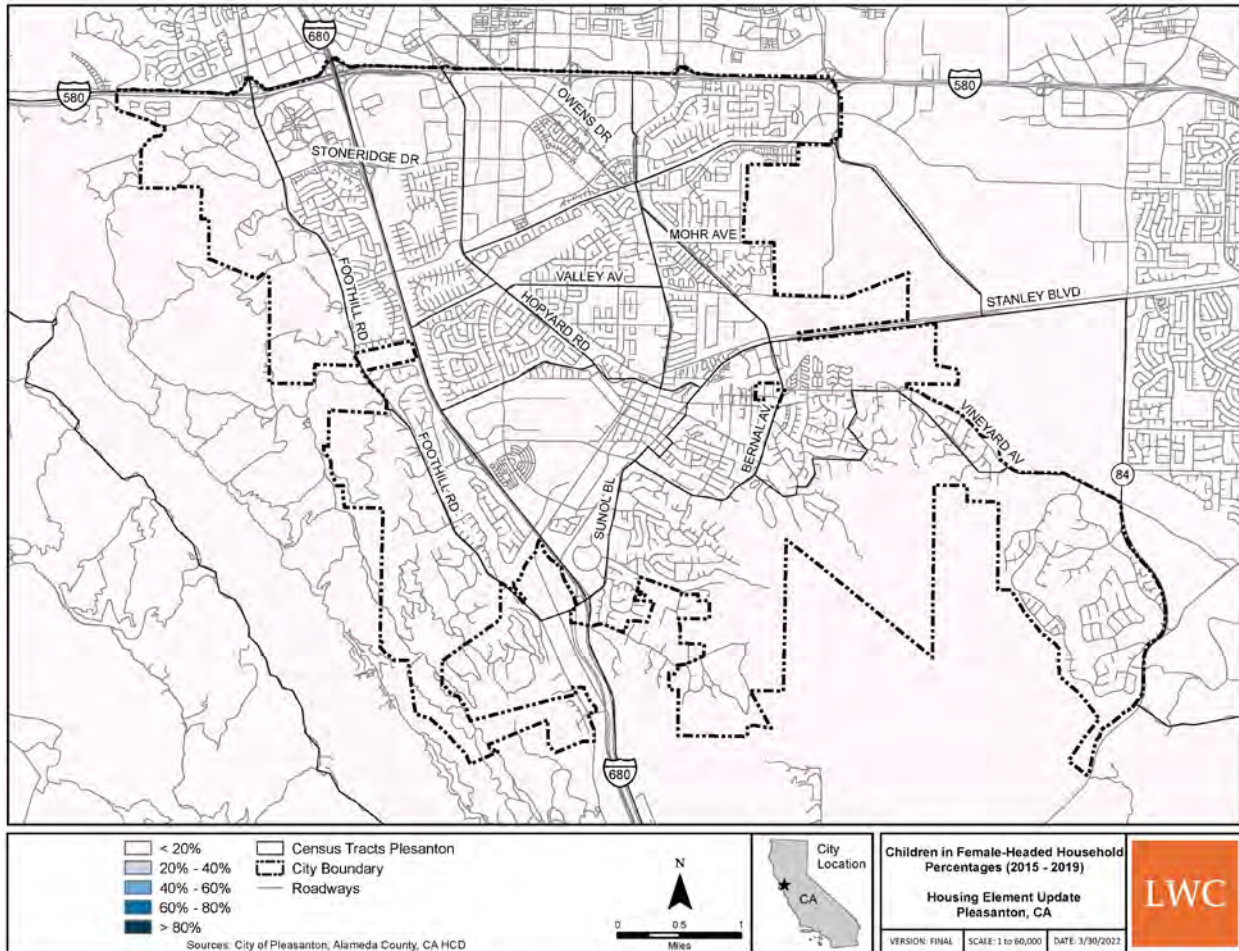 680
580
580
OWENS DR
STONERIDGE DR
MOHR AVE
VALLEY AV
FOOTHILL RD
HOPYARD RD
STANLEY BLVD
VINEYARD AV
BERNAL AV
FOOTHILL RD
84
SUNOL BL
680
< 20%
20% - 40%
40% - 60%
60% - 80%
> 80%
Census Tracts Plesanton
City Boundary
Roadways
Sources: City of Pleasanton; Alameda County, CA HCD
N
0 0.5 1
Miles
City
Location
CA
Children in Female-Headed Household
Percentages (2015 - 2019)
Housing Element Update
Pleasanton, CA
VERSION: FINAL SCALE: 1 to 60,000 DATE: 3/30/2022
LWC